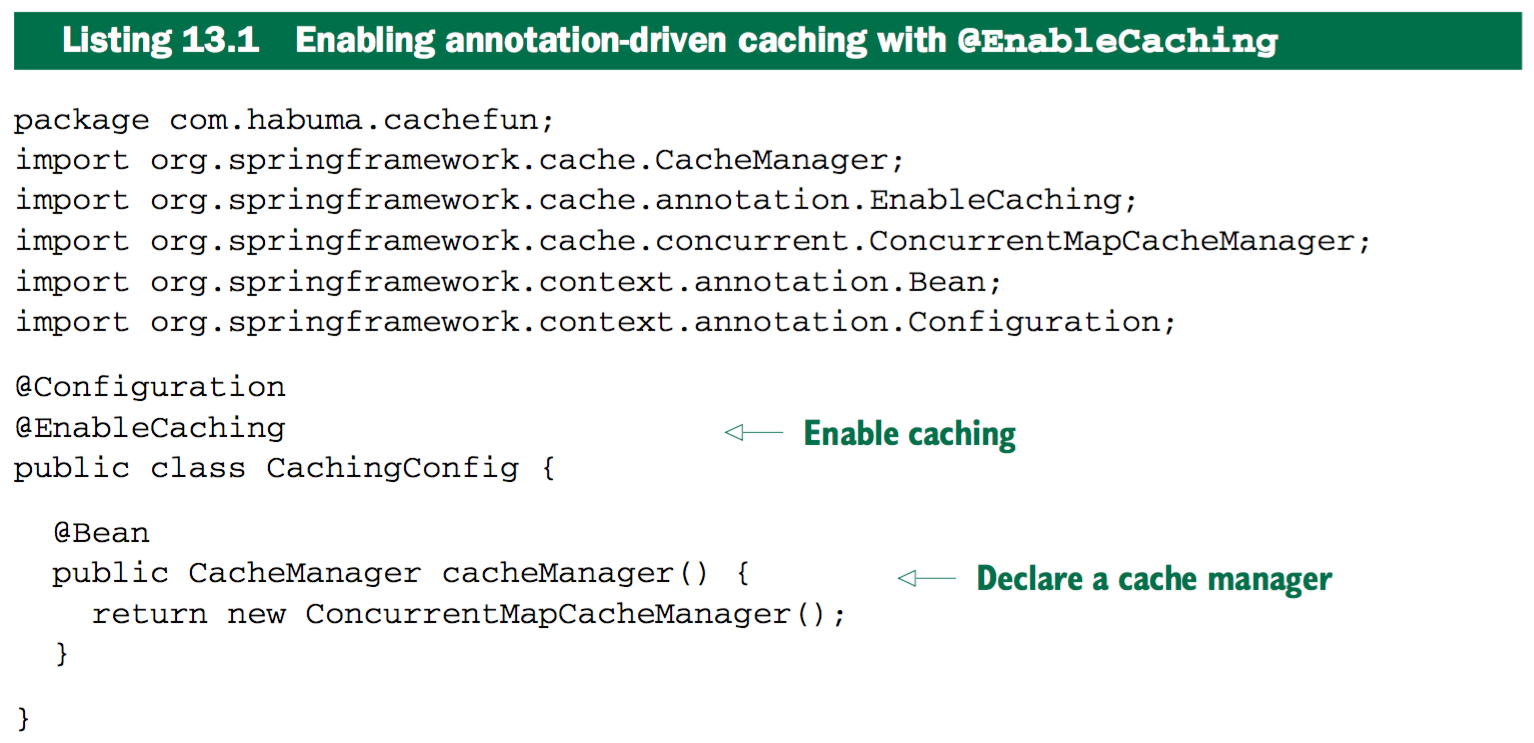 Listing 13.1 Enabling annotation-driven caching with @EnableCaching
package com.habuma.cachefun;
import org.springframework.cache.CacheManager;
import org.springframework.cache.annotation.EnableCaching;
import org.springframework.cache.concurrent.ConcurrentMapCacheManager;
import org.springframework.context.annotation.Bean;
import org.springframework.context.annotation.Configuration;
@Configuration
@EnableCaching Enable caching
public class CachingConfig {
@Bean
public CacheManager cacheManager() { Declare a cache manager
return new ConcurrentMapCacheManager();
}
}